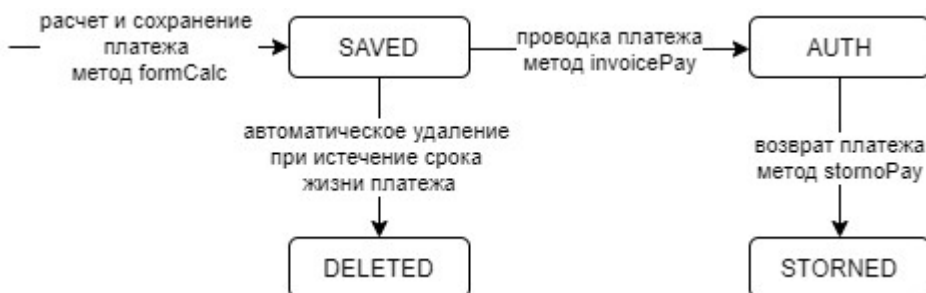 расчет и сохранение
платежа
метод formCalc
SAVED
проводка платежа
метод invoicePay
AUTH
автоматическое удаление
при истечение срока
жизни платежа
возврат платежа
метод stornoPay
DELETED
STORNED